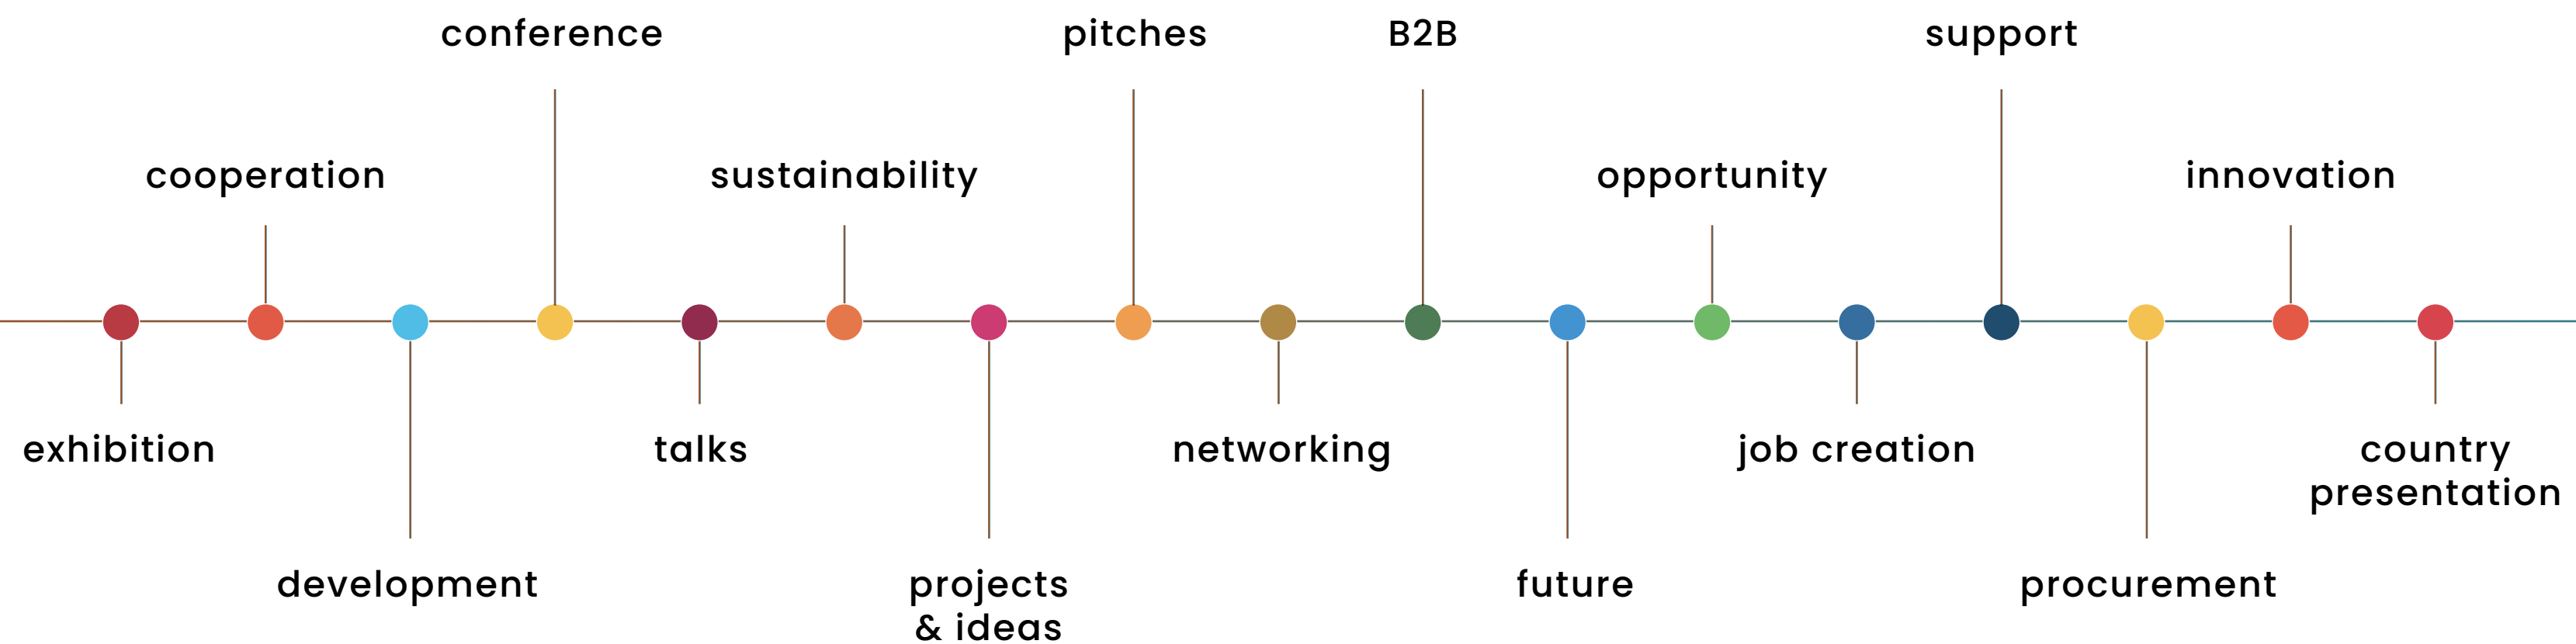 conference
pitches
B2B
support
cooperation
sustainability
opportunity
innovation
exhibition
talks
networking
job creation
country
presentation
development
projects
& ideas
future
procurement